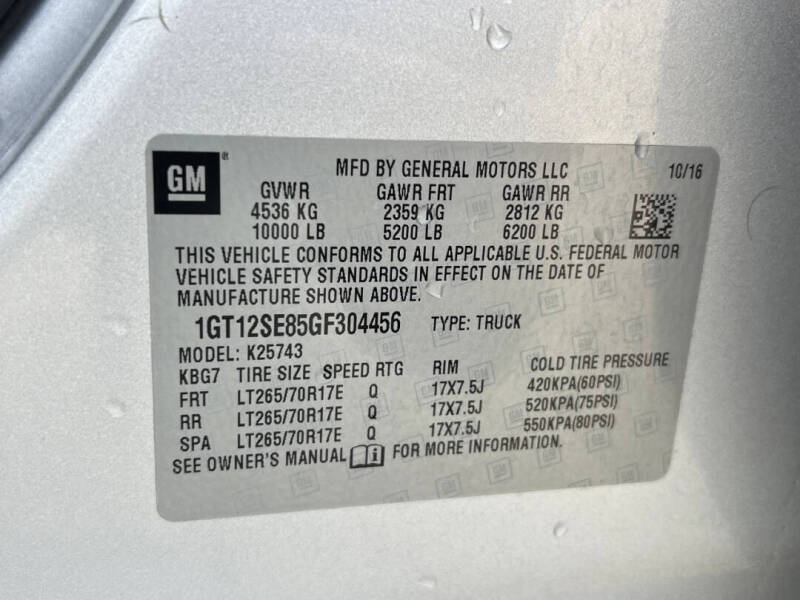 GM ® MFD BY GENERAL MOTORS LLC 10/16
GVWR GAWR FRT GAWR RR
4536 KG 2359 KG 2812 KG
10000 LB 5200 LB 6200 LB
THIS VEHICLE CONFORMS TO ALL APPLICABLE U.S. FEDERAL MOTOR
VEHICLE SAFETY STANDARDS IN EFFECT ON THE DATE OF
MANUFACTURE SHOWN ABOVE.
1GT12SE85GF304456 TYPE: TRUCK
MODEL: K25743
KBG7 TIRE SIZE SPEED RTG RIM COLD TIRE PRESSURE
FRT LT265/70R17E Q 17X7.5J 420KPA(60PSI)
RR LT265/70R17E Q 17X7.5J 520KPA(75PSI)
SPA LT265/70R17E Q 17X7.5J 550KPA(80PSI)
SEE OWNER'S MANUAL FOR MORE INFORMATION.